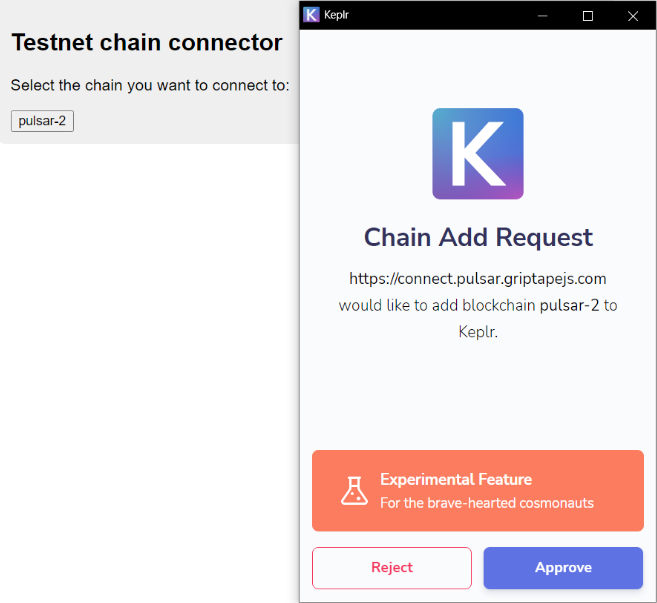 Testnet chain connector
Select the chain you want to connect to:
pulsar-2
Keplr
K
Chain Add Request
https://connect.pulsar.griptapejs.com
would like to add blockchain pulsar-2 to
Keplr.
Experimental Feature
For the brave-hearted cosmonauts
Reject
Approve